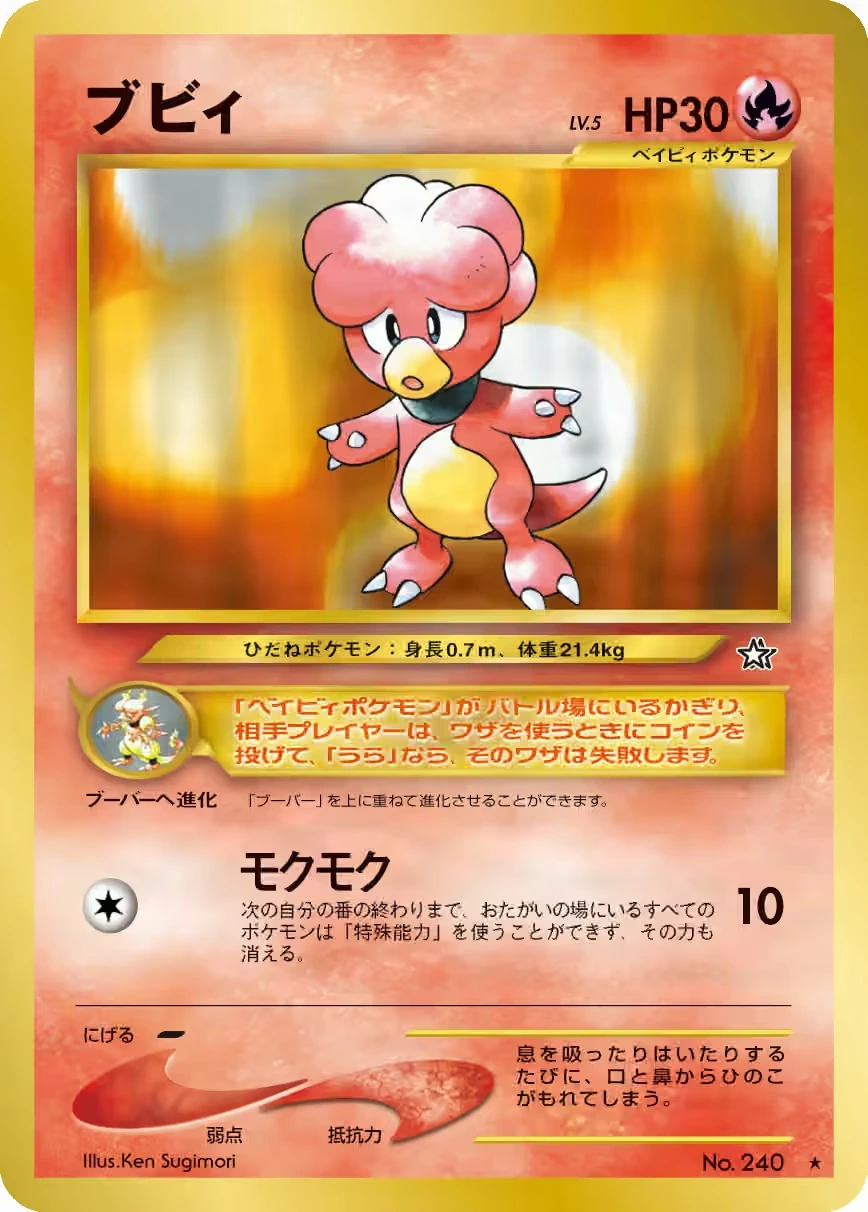 ブビィ
LV.5 HP30
ベイビィポケモン
ひだねポケモン：身長0.7m、体重21.4kg
「ベイビィポケモン」がバトル場にいるかぎり、
相手プレイヤーは、ワザを使うときにコインを
投げて、「うら」なら、そのワザは失敗します。
ブーバーへ進化 「ブーバー」を上に重ねて進化させることができます。
モクモク 10
次の自分の番の終わりまで、おたがいの場にいるすべての
ポケモンは「特殊能力」を使うことができず、その力も
消える。
にげる
息を吸ったりはいたりする
たびに、口と鼻からひのこ
がもれてしまう。
弱点 抵抗力
Illus.Ken Sugimori No. 240 ★